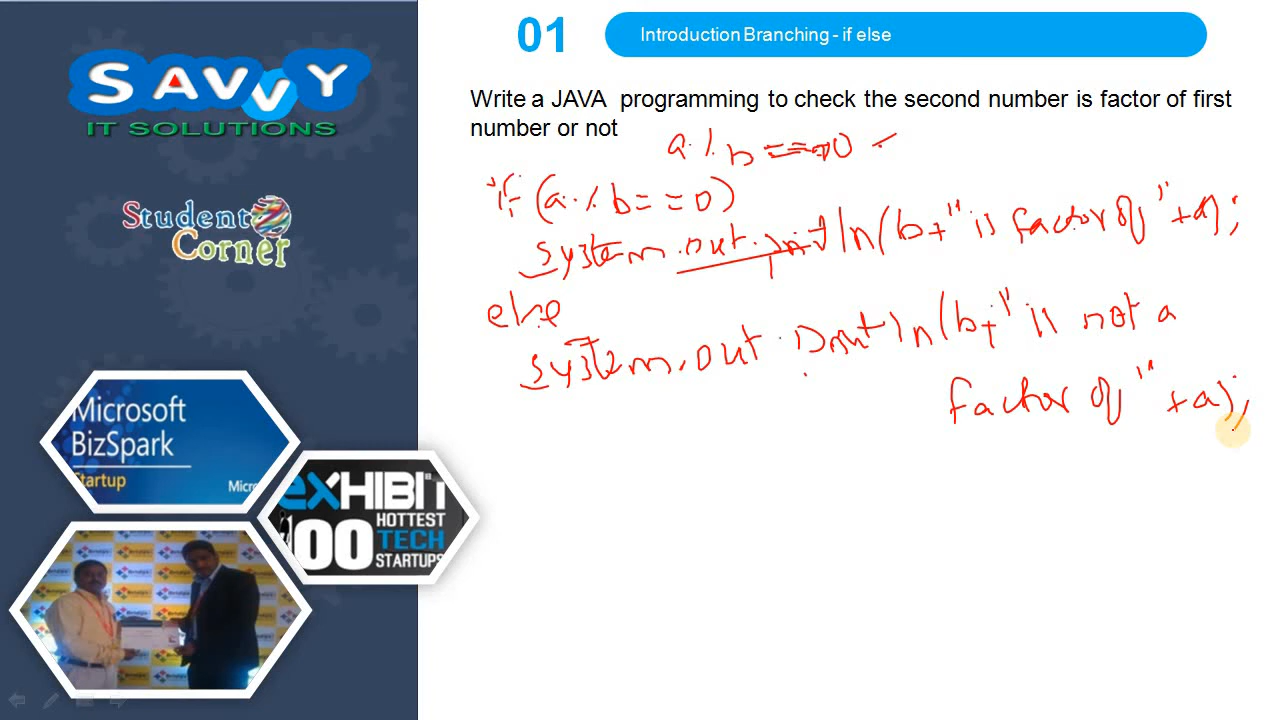 SAVVY
IT SOLUTIONS
Student
Corner
Microsoft
BizSpark
Startup
Micr
eXHIBIT
100
HOTTEST
TECH
STARTUPS
01
Introduction Branching - if else
Write a JAVA programming to check the second number is factor of first
number or not
a % b == 0
if (a % b == 0)
System.out.println(b+" is factor of "+a);
else
System.out.println(b+" is not a
factor of " +a);